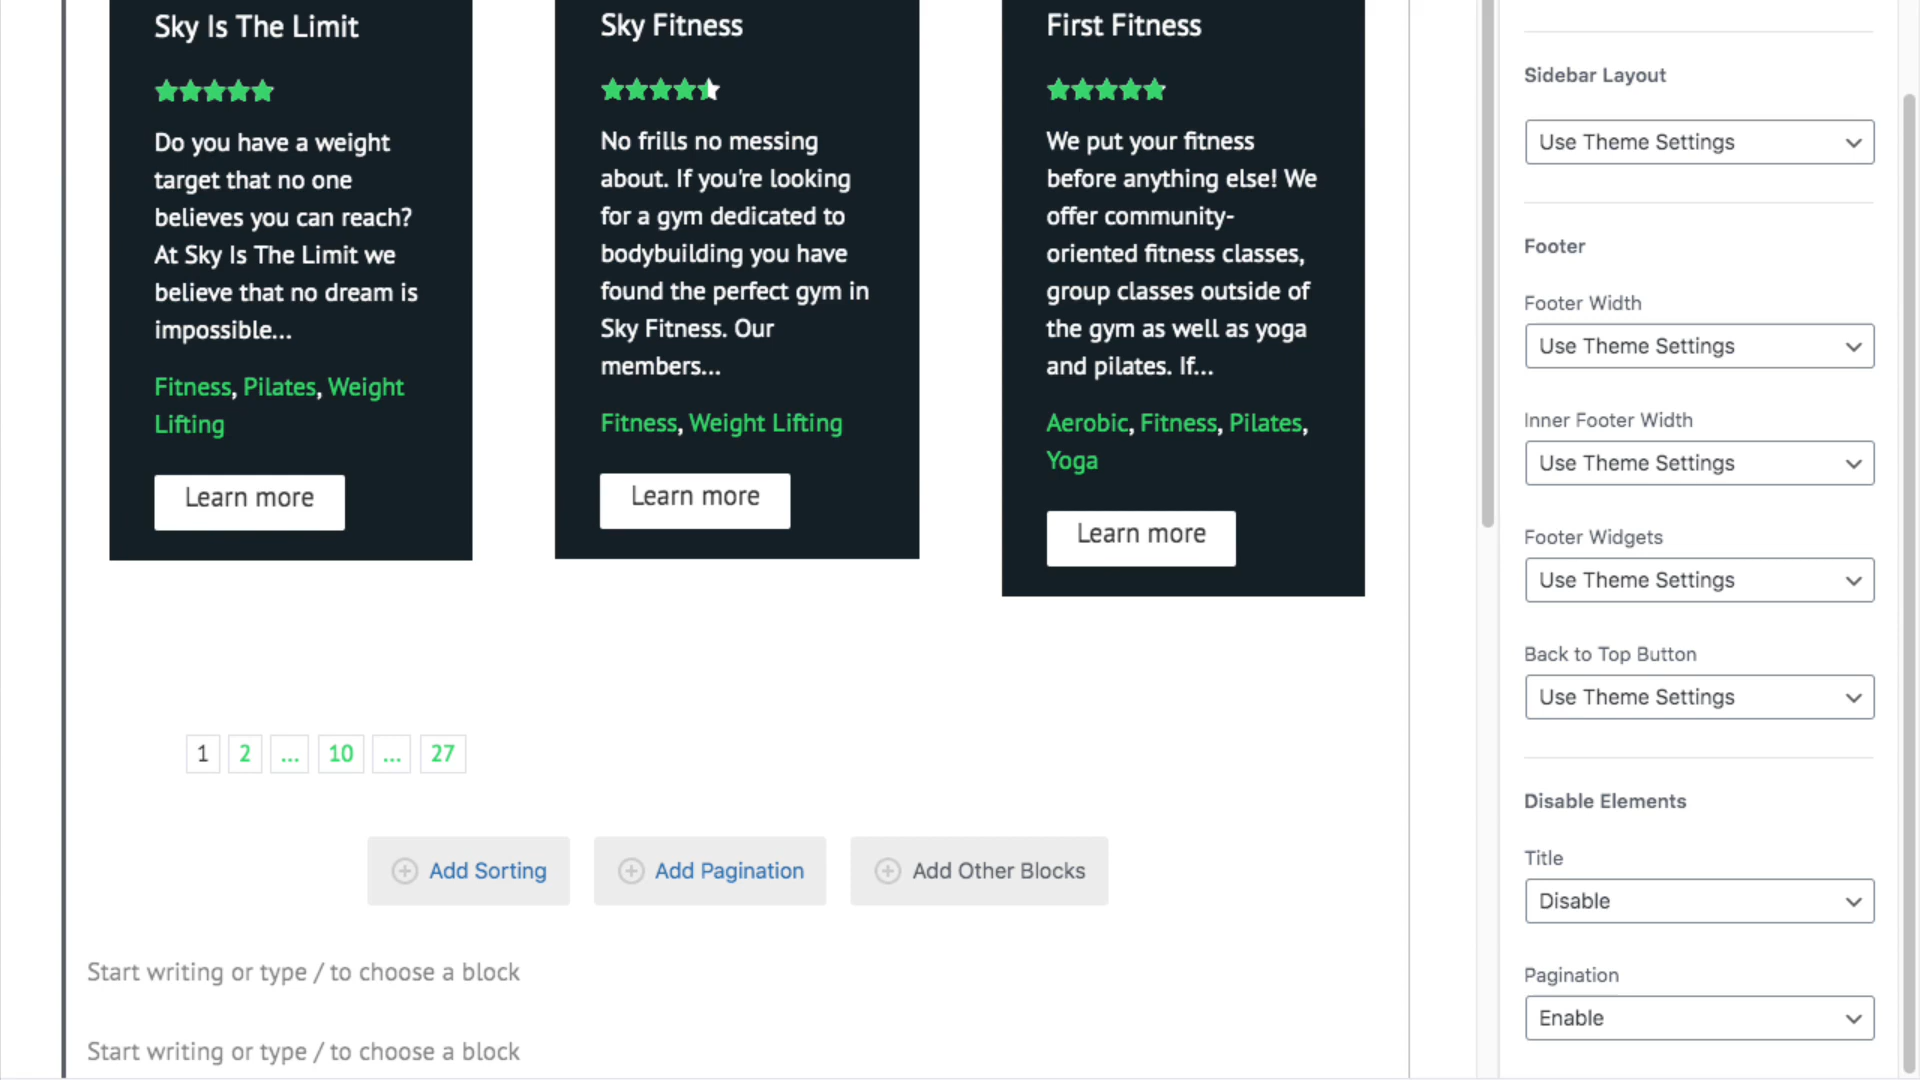 Sky Is The Limit
Do you have a weight
target that no one
believes you can reach?
At Sky Is The Limit we
believe that no dream is
impossible...
Fitness, Pilates, Weight
Lifting
Learn more
Sky Fitness
No frills no messing
about. If you're looking
for a gym dedicated to
bodybuilding you have
found the perfect gym in
Sky Fitness. Our
members...
Fitness, Weight Lifting
Learn more
First Fitness
We put your fitness
before anything else! We
offer community-
oriented fitness classes,
group classes outside of
the gym as well as yoga
and pilates. If...
Aerobic, Fitness, Pilates,
Yoga
Learn more
1 2 ... 10 ... 27
Add Sorting
Add Pagination
Add Other Blocks
Start writing or type / to choose a block
Start writing or type / to choose a block
Sidebar Layout
Use Theme Settings
Footer
Footer Width
Use Theme Settings
Inner Footer Width
Use Theme Settings
Footer Widgets
Use Theme Settings
Back to Top Button
Use Theme Settings
Disable Elements
Title
Disable
Pagination
Enable